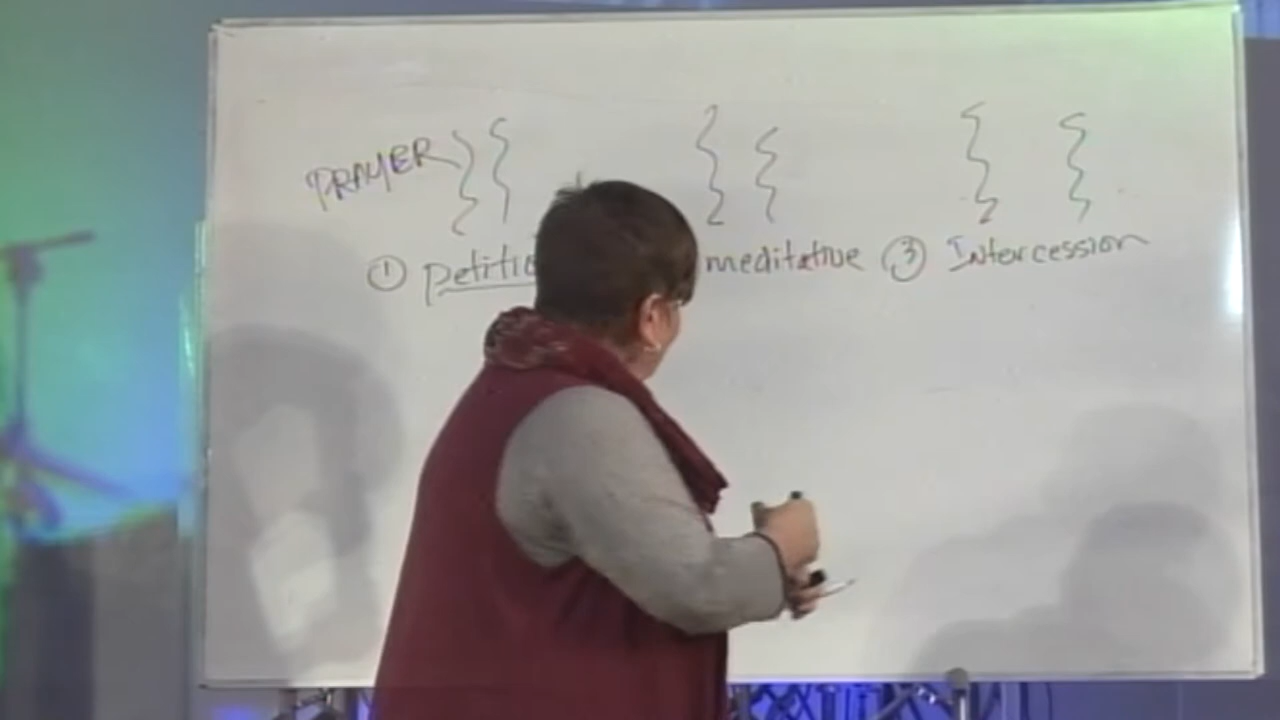 PRAYER
① petitio meditative ③ Intercession